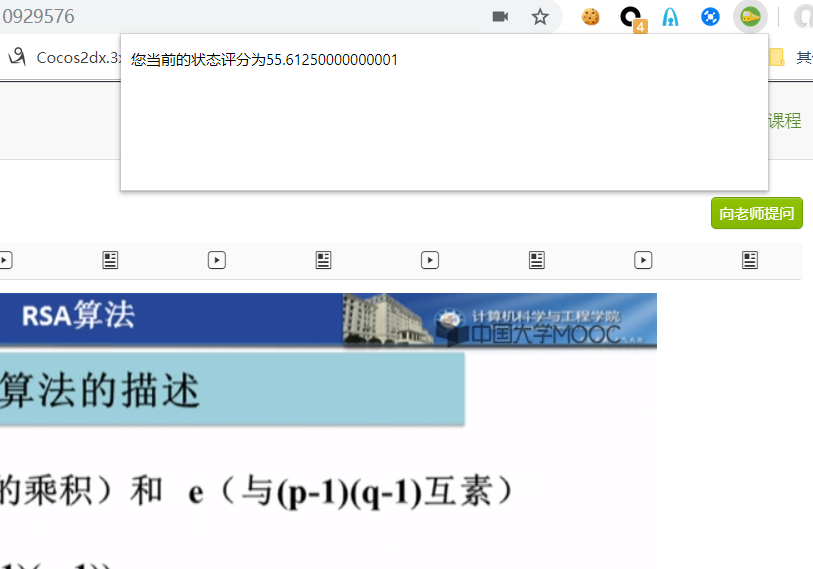 0929576
4
Cocos2dx.3
您当前的状态评分为55.61250000000001
其
课程
向老师提问
RSA算法
计算机科学与工程学院
中国大学MOOC
算法的描述
的乘积）和 e（与(p-1)(q-1)互素）